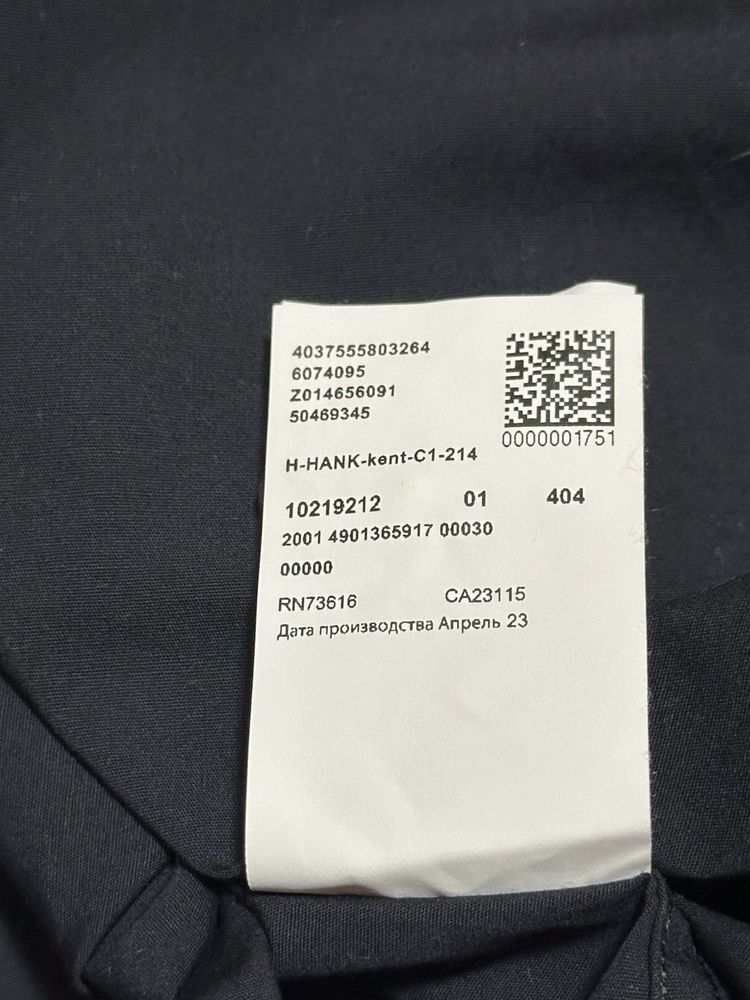 4037555803264
6074095
Z014656091
50469345
0000001751
H-HANK-kent-C1-214
10219212 01 404
2001 4901365917 00030
00000
RN73616 CA23115
Дата производства Апрель 23